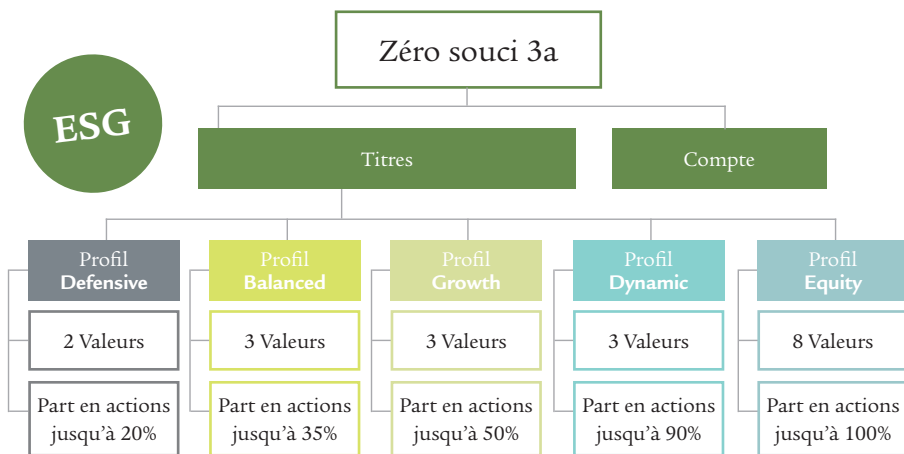 Zéro souci 3a
ESG
Titres
Compte
Profil
Defensive
Profil
Balanced
Profil
Growth
Profil
Dynamic
Profil
Equity
2 Valeurs
3 Valeurs
3 Valeurs
3 Valeurs
8 Valeurs
Part en actions
jusqu’à 20%
Part en actions
jusqu’à 35%
Part en actions
jusqu’à 50%
Part en actions
jusqu’à 90%
Part en actions
jusqu’à 100%